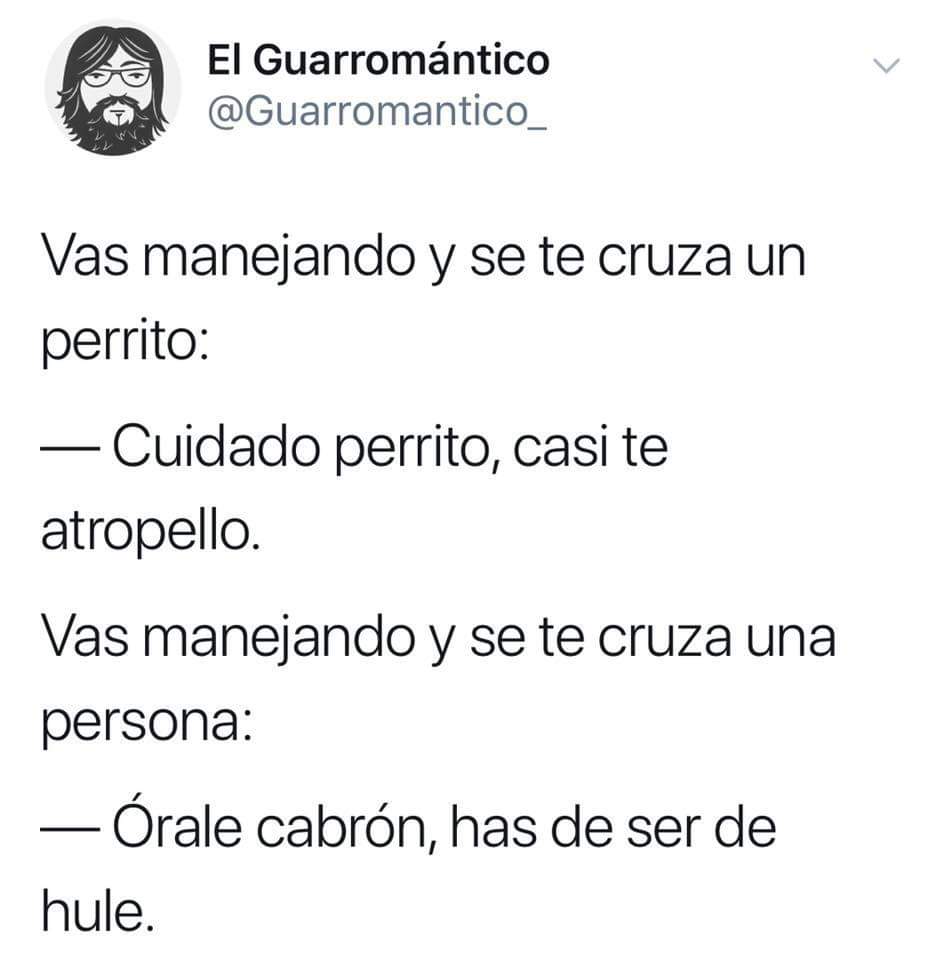 El Guarromántico
@Guarromantico_
Vas manejando y se te cruza un
perrito:
— Cuidado perrito, casi te
atropello.
Vas manejando y se te cruza una
persona:
— Órale cabrón, has de ser de
hule.